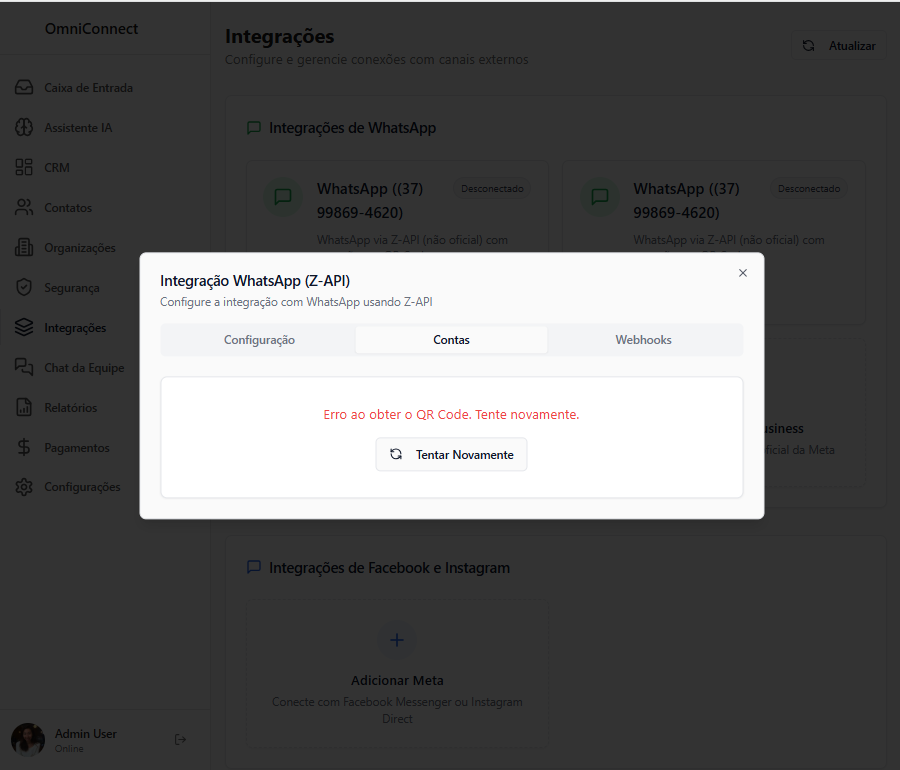 OmniConnect
Integrações
Configure e gerencie conexões com canais externos
Atualizar
Caixa de Entrada
Assistente IA
CRM
Contatos
Organizações
Segurança
Integrações
Chat da Equipe
Relatórios
Pagamentos
Configurações
Integrações de WhatsApp
WhatsApp ((37)
99869-4620)
Desconectado
WhatsApp via Z-API (não oficial) com
WhatsApp ((37)
99869-4620)
Desconectado
WhatsApp via Z-API (não oficial) com
Integração WhatsApp (Z-API)
Configure a integração com WhatsApp usando Z-API
Configuração
Contas
Webhooks
Erro ao obter o QR Code. Tente novamente.
Tentar Novamente
da Meta
Integrações de Facebook e Instagram
Adicionar Meta
Conecte com Facebook Messenger ou Instagram
Direct
Admin User
Online